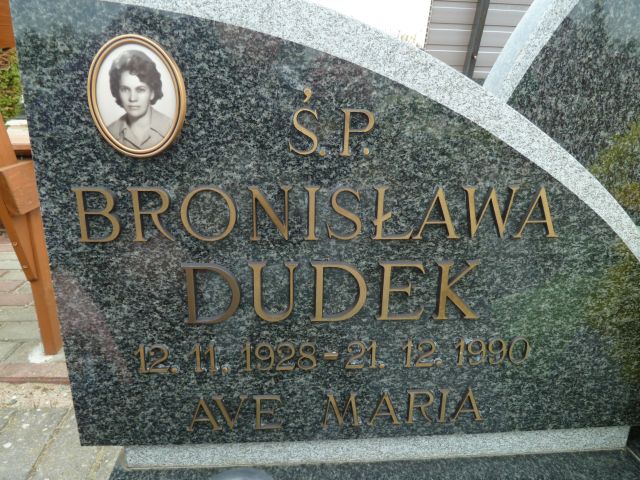 Ś.P.
BRONISŁAWA
DUDEK
12.11.1928-21.12.1990
AVE MARIA